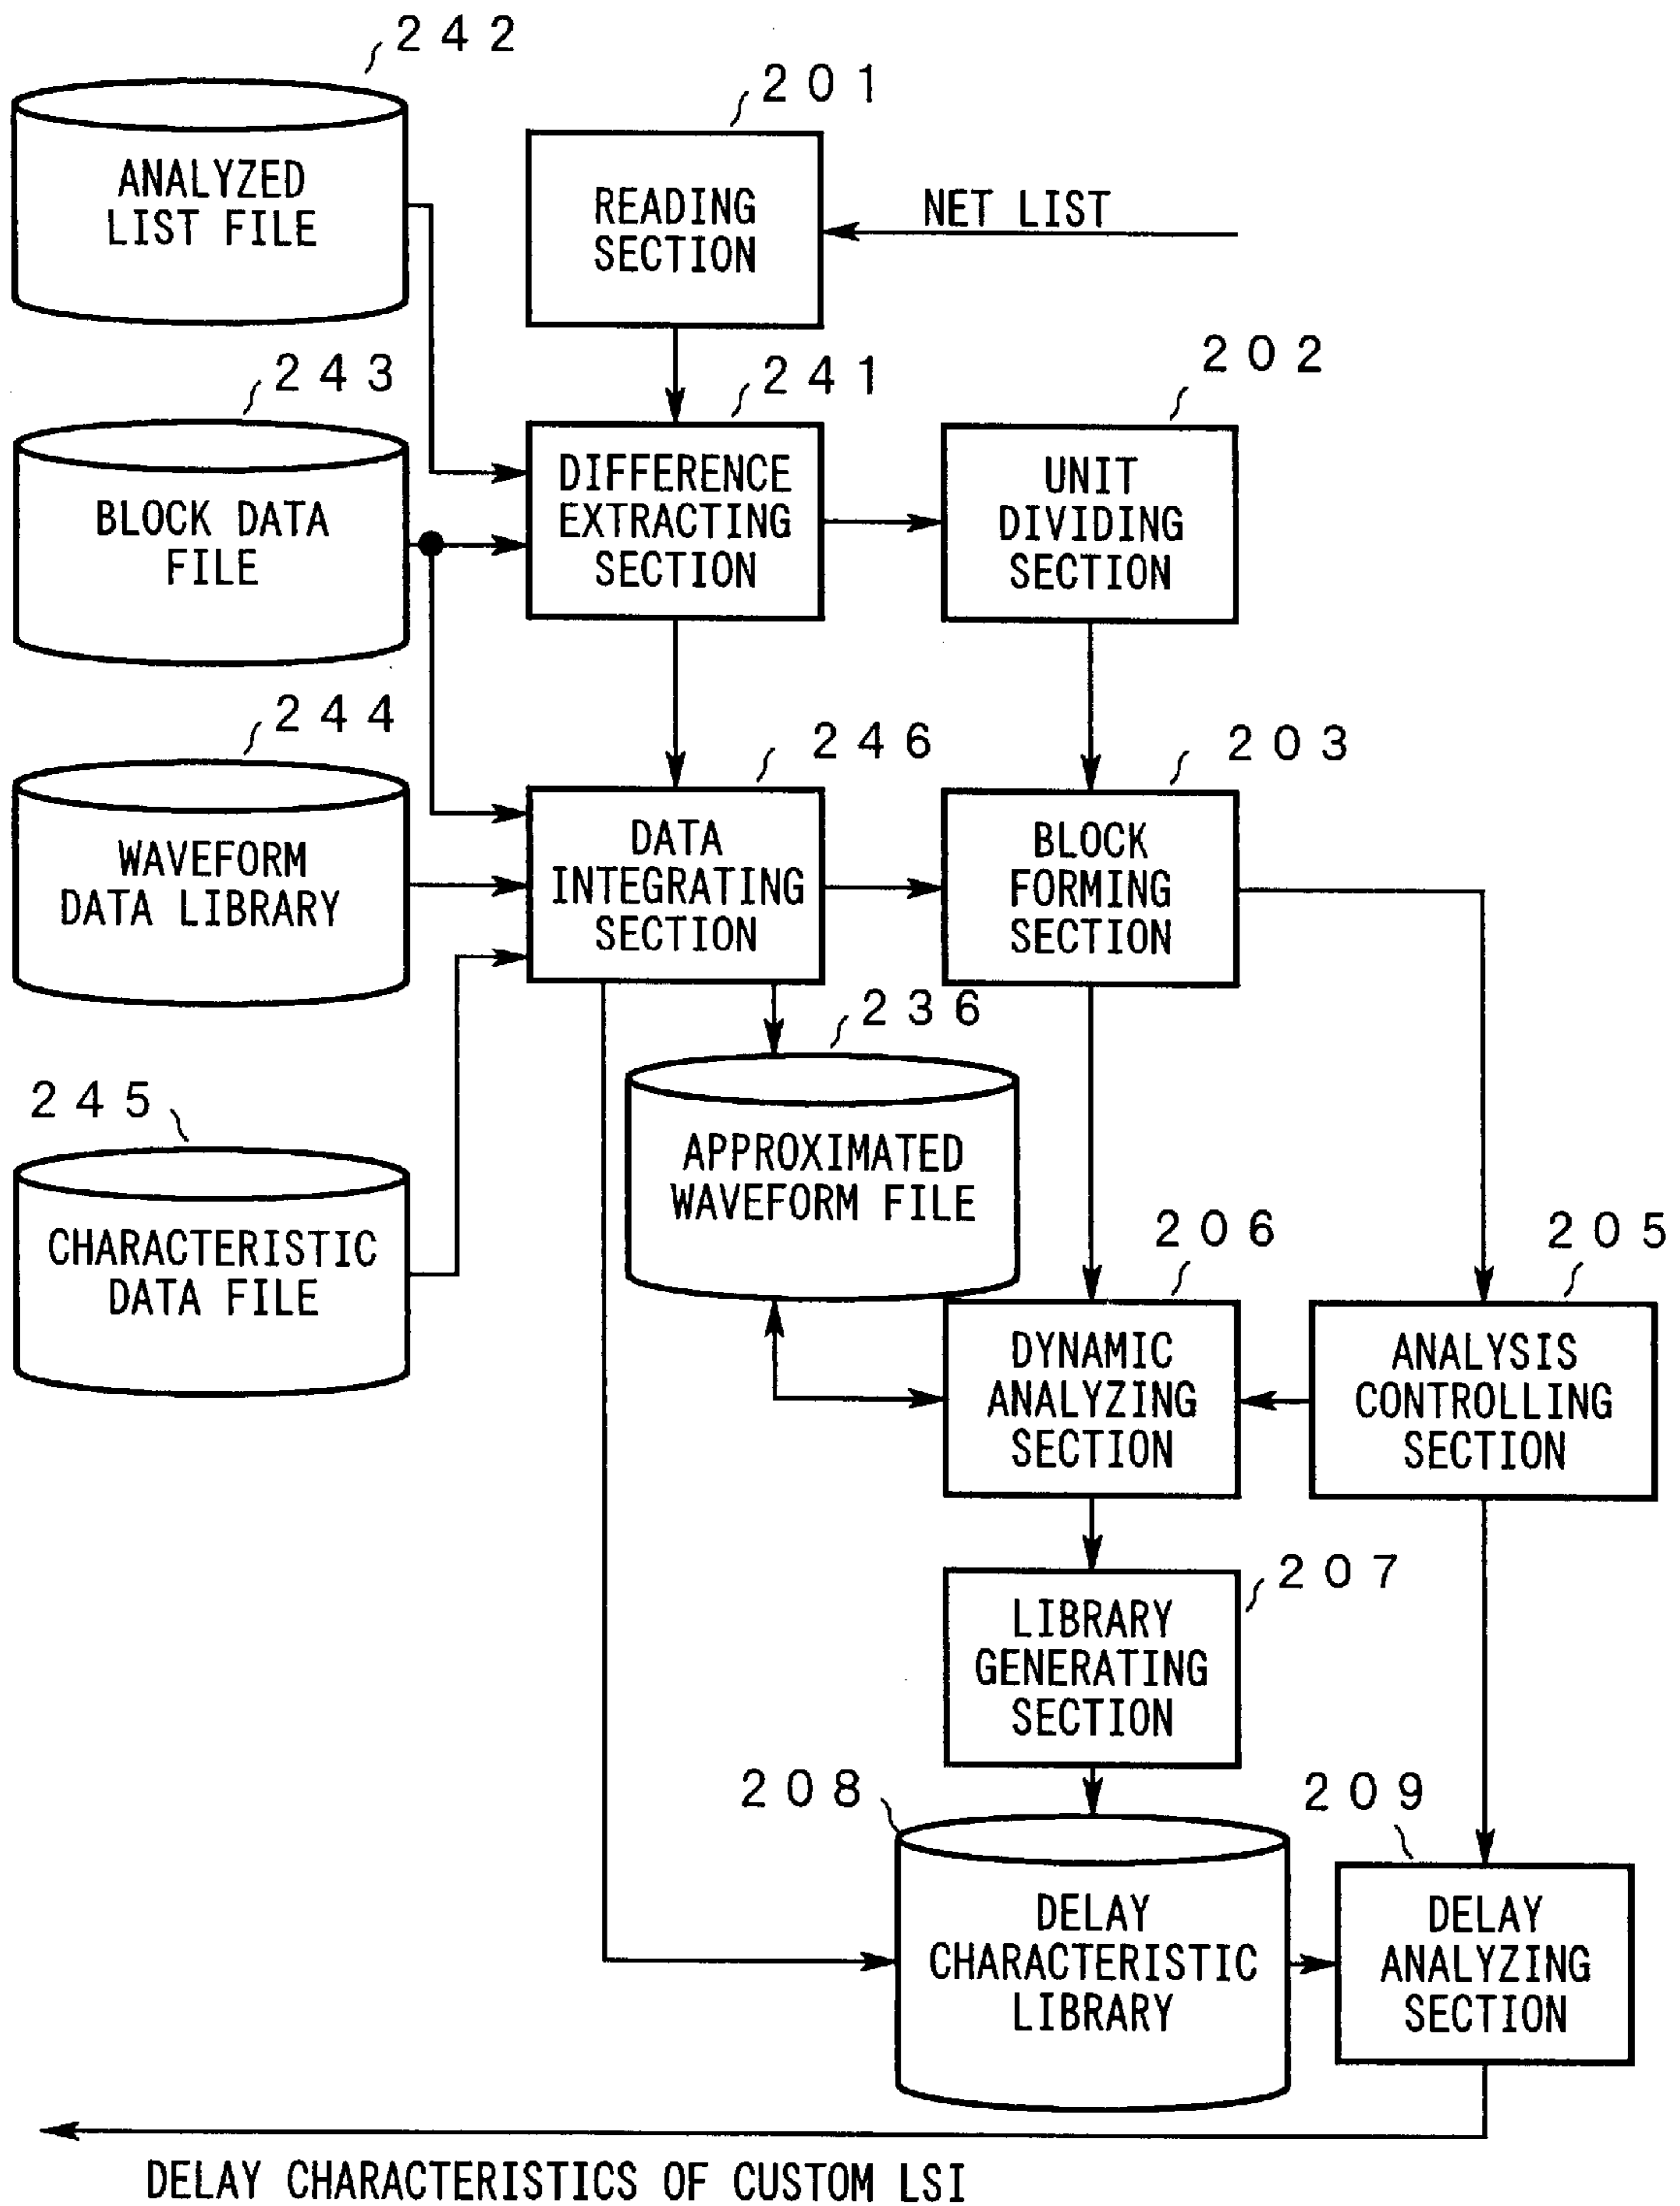 242
ANALYZED
LIST FILE
201
READING
SECTION
NET LIST
243
BLOCK DATA
FILE
241
DIFFERENCE
EXTRACTING
SECTION
202
UNIT
DIVIDING
SECTION
244
WAVEFORM
DATA LIBRARY
246
DATA
INTEGRATING
SECTION
203
BLOCK
FORMING
SECTION
245
CHARACTERISTIC
DATA FILE
236
APPROXIMATED
WAVEFORM FILE
206
DYNAMIC
ANALYZING
SECTION
205
ANALYSIS
CONTROLLING
SECTION
207
LIBRARY
GENERATING
SECTION
208
DELAY
CHARACTERISTIC
LIBRARY
209
DELAY
ANALYZING
SECTION
DELAY CHARACTERISTICS OF CUSTOM LSI